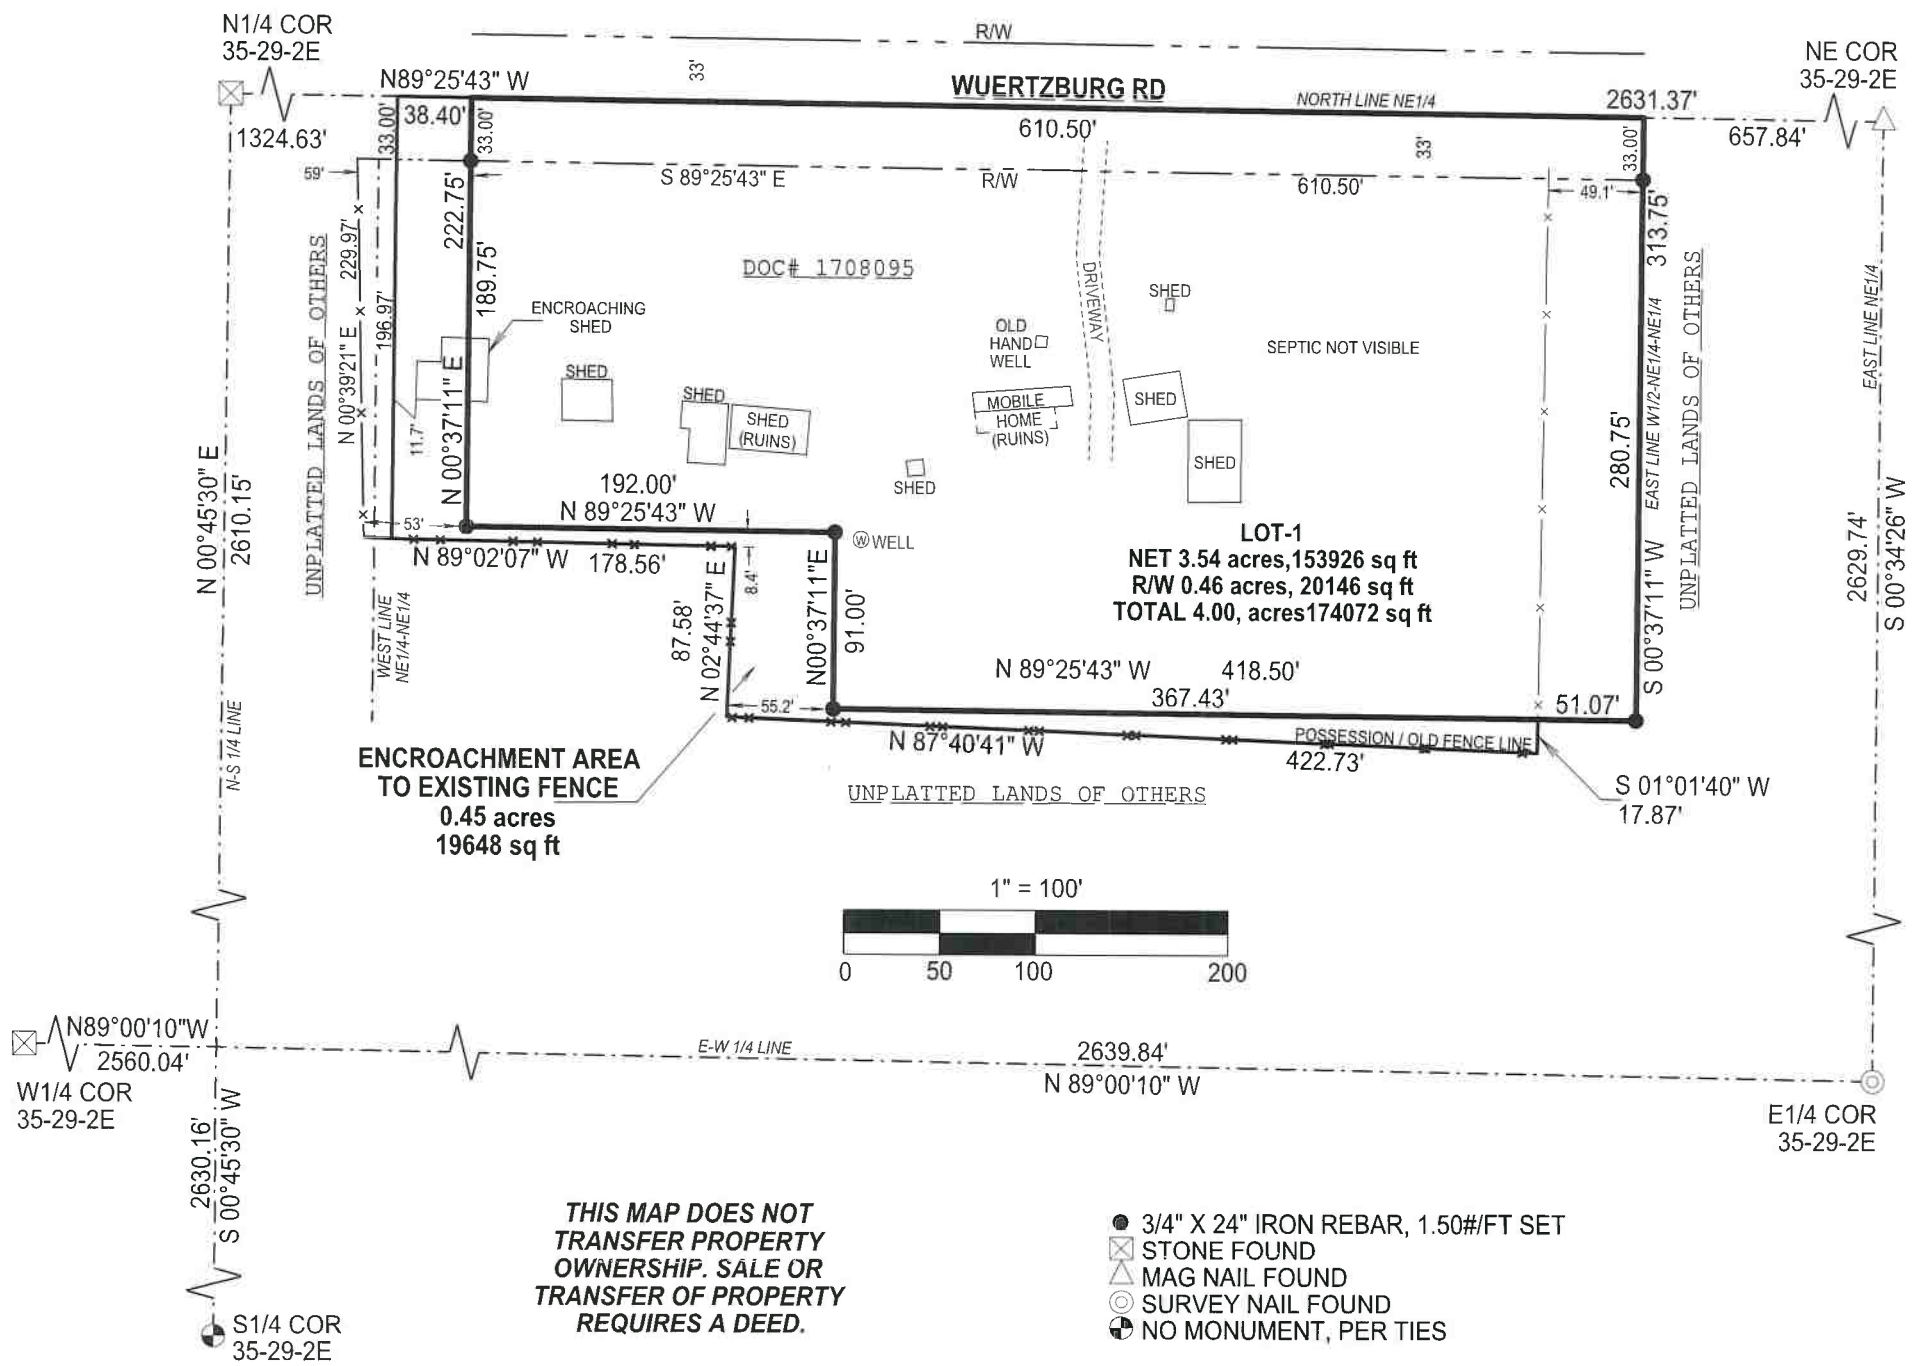 N1/4 COR
35-29-2E
R/W
NE COR
35-29-2E
N89°25'43" W
33'
WUERTZBURG RD
NORTH LINE NE1/4
2631.37'
1324.63'
33.00'
38.40'
33.00'
610.50'
33'
33.00'
657.84'
59'
S 89°25'43" E
R/W
610.50'
49.1'
222.75'
313.75'
229.97'
UNPLATTED LANDS OF OTHERS
DOC# 1708095
DRIVEWAY
189.75'
196.97'
N 00°39'21" E
ENCROACHING
SHED
SHED
OLD
HAND
WELL
SEPTIC NOT VISIBLE
EAST LINE W1/2-NE1/4-NE1/4
UNPLATTED LANDS OF OTHERS
EAST LINE NE1/4
SHED
SHED
SHED
(RUINS)
MOBILE
HOME
(RUINS)
SHED
SHED
SHED
11.7'
N 00°37'11" E
280.75'
N 00°45'30" E
2610.15'
192.00'
N 89°25'43" W
53'
N 89°02'07" W
178.56'
WELL
W
LOT-1
NET 3.54 acres,153926 sq ft
R/W 0.46 acres, 20146 sq ft
TOTAL 4.00, acres174072 sq ft
2629.74'
S 00°34'26" W
8.4'
87.58'
N 02°44'37" E
N00°37'11"E
91.00'
WEST LINE
NE1/4-NE1/4
S 00°37'11" W
N 89°25'43" W
418.50'
367.43'
51.07'
55.2'
N 87°40'41" W
POSSESSION / OLD FENCE LINE
422.73'
N-S 1/4 LINE
ENCROACHMENT AREA
TO EXISTING FENCE
0.45 acres
19648 sq ft
UNPLATTED LANDS OF OTHERS
S 01°01'40" W
17.87'
1" = 100'
0
50
100
200
N89°00'10"W
2560.04'
E-W 1/4 LINE
2639.84'
N 89°00'10" W
W1/4 COR
35-29-2E
E1/4 COR
35-29-2E
2630.16'
S 00°45'30" W
THIS MAP DOES NOT
TRANSFER PROPERTY
OWNERSHIP. SALE OR
TRANSFER OF PROPERTY
REQUIRES A DEED.
3/4" X 24" IRON REBAR, 1.50#/FT SET
STONE FOUND
MAG NAIL FOUND
SURVEY NAIL FOUND
NO MONUMENT, PER TIES
S1/4 COR
35-29-2E